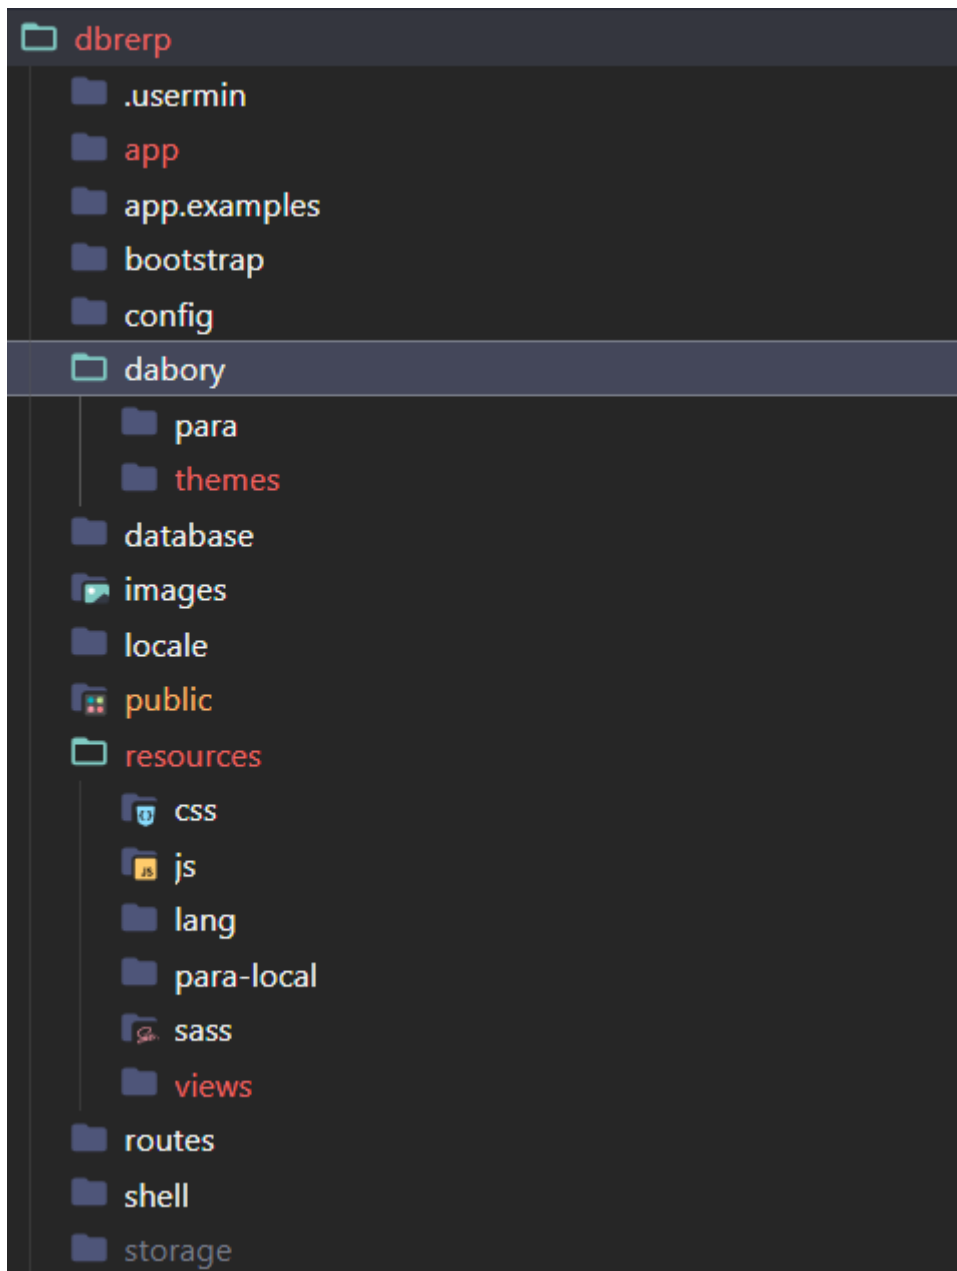 dbrerp
.usermin
app
app.examples
bootstrap
config
dabory
para
themes
database
images
locale
public
resources
css
JS js
lang
para-local
sass
views
routes
shell
storage